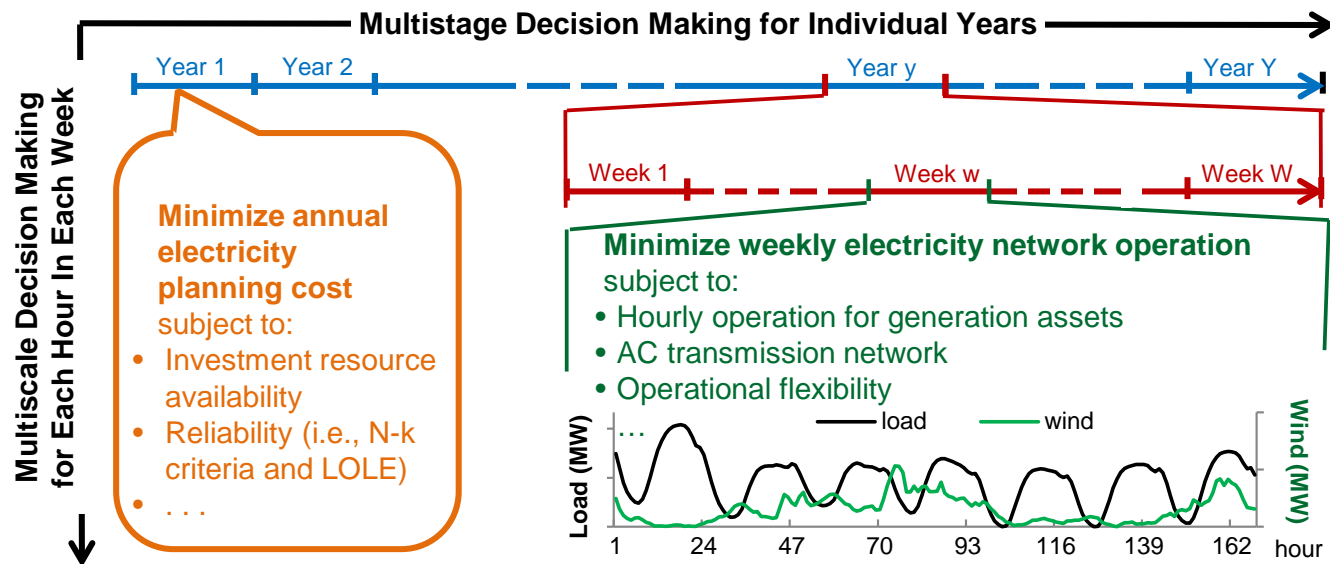 Multistage Decision Making for Individual Years
Multiscale Decision Making
for Each Hour In Each Week
Year 1
Year 2
Year y
Year Y
Week 1
Week w
Week W
Minimize annual
electricity
planning cost
subject to:
• Investment resource
availability
• Reliability (i.e., N-k
criteria and LOLE)
• . . .
Minimize weekly electricity network operation
subject to:
• Hourly operation for generation assets
• AC transmission network
• Operational flexibility
. . .
load
wind
Load (MW)
Wind (MW)
1 24 47 70 93 116 139 162 hour